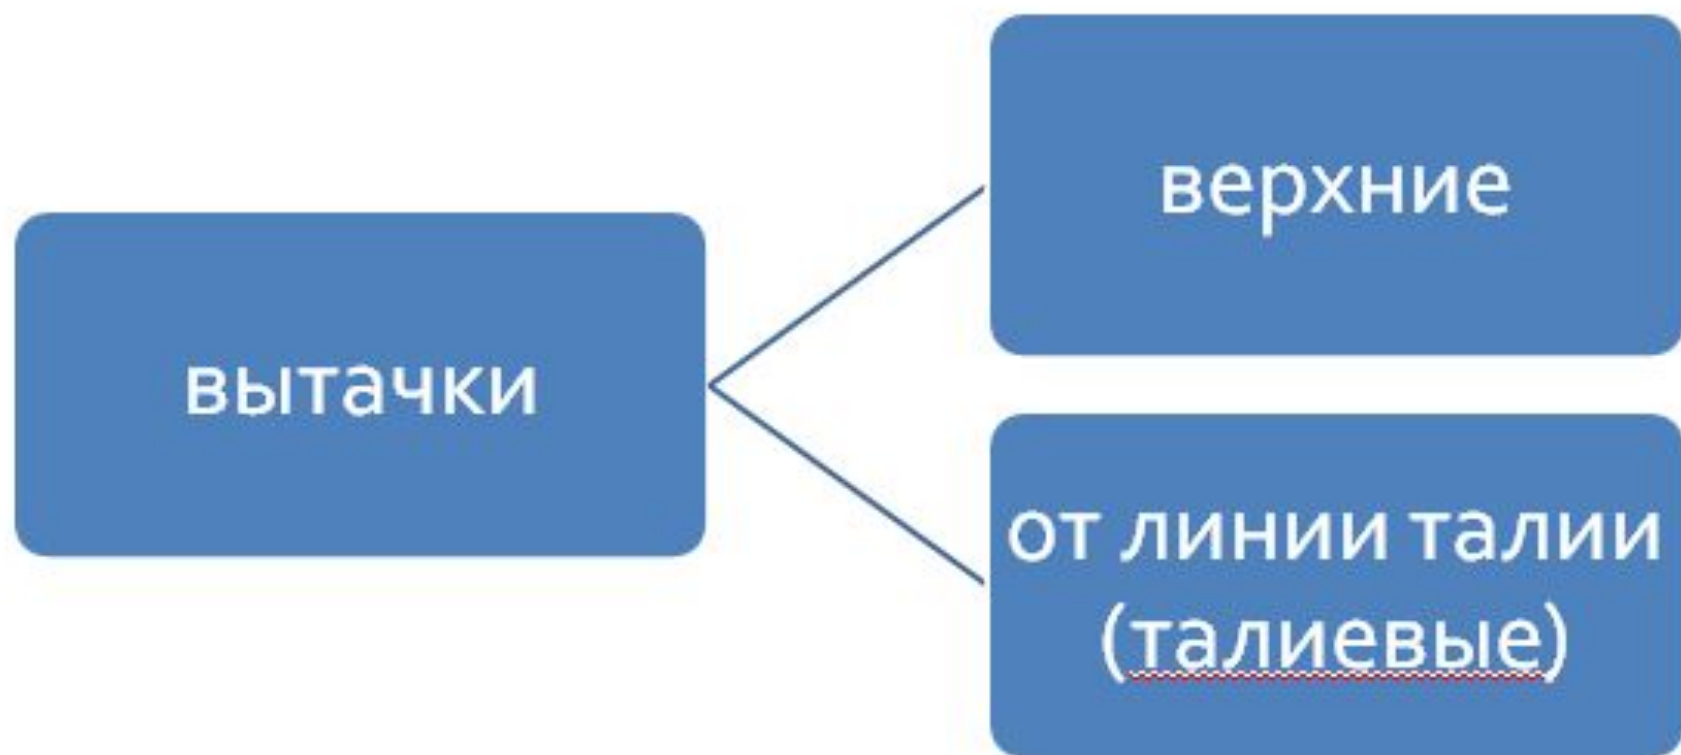 вытачки
верхние
от линии талии
(талиевые)